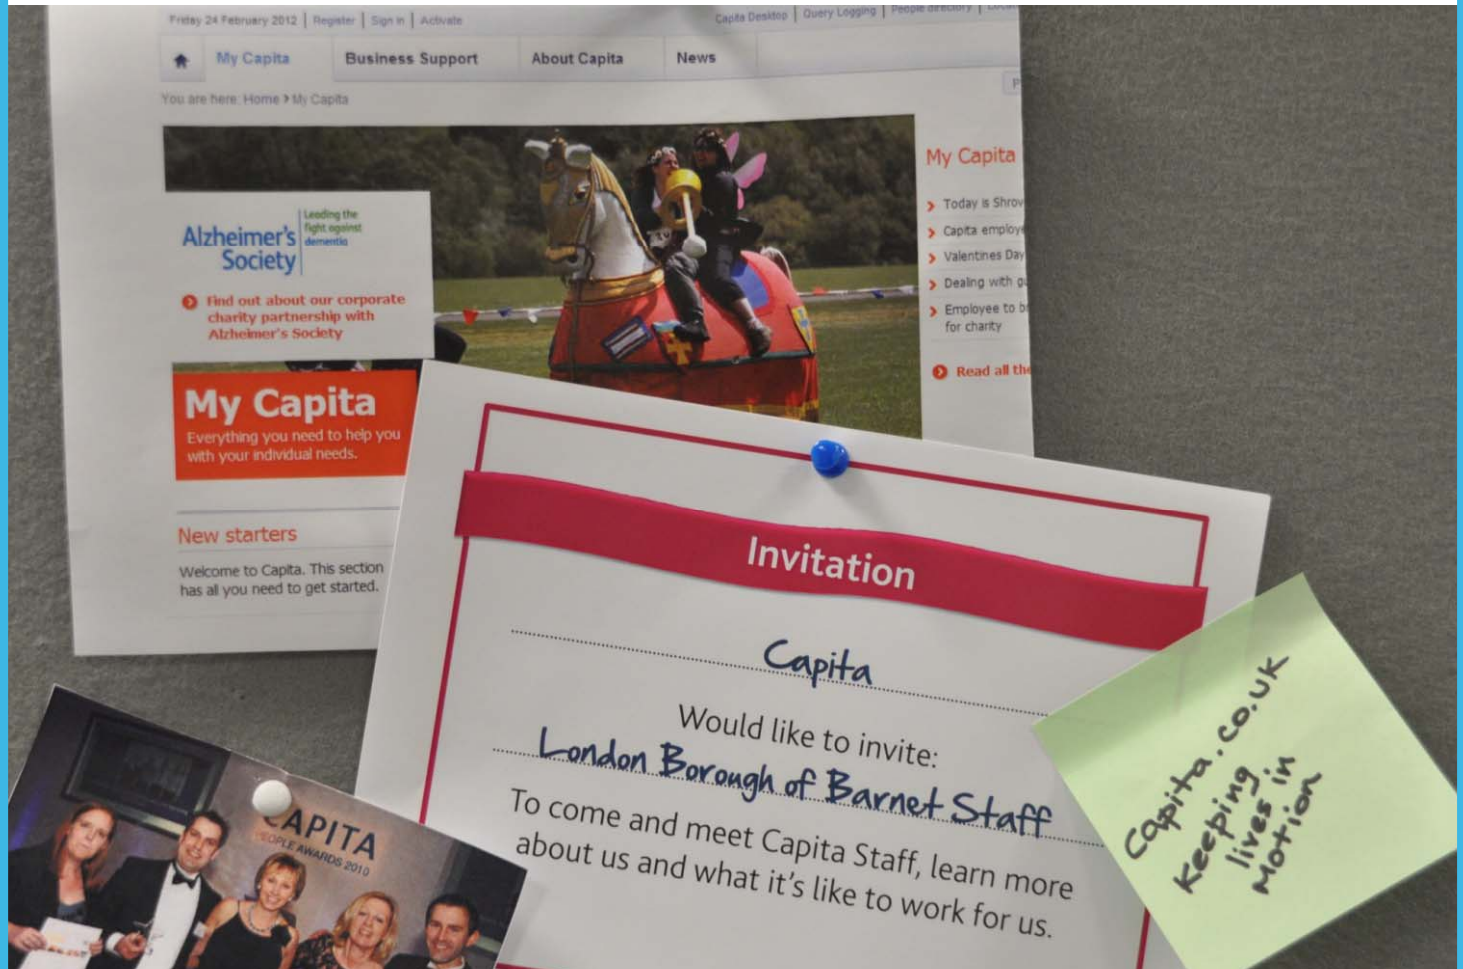 Friday 24 February 2012 | Register | Sign in | Activate
Capita Desktop | Query Logging | People directory |
My Capita
Business Support
About Capita
News
You are here: Home > My Capita
Alzheimer's
Society
Leading the
fight against
dementia
Find out about our corporate
charity partnership with
Alzheimer's Society
My Capita
Everything you need to help you
with your individual needs.
New starters
Welcome to Capita. This section
has all you need to get started.
My Capita
Today is Shrov
Capita employe
Valentines Day
Dealing with
Employee to
for charity
Read all the
Invitation
Capita
Would like to invite:
London Borough of Barnet Staff
To come and meet Capita Staff, learn more
about us and what it's like to work for us.
Capita.co.uk
keeping
lives in
Motion
CAPITA
PEOPLE AWARDS 2010